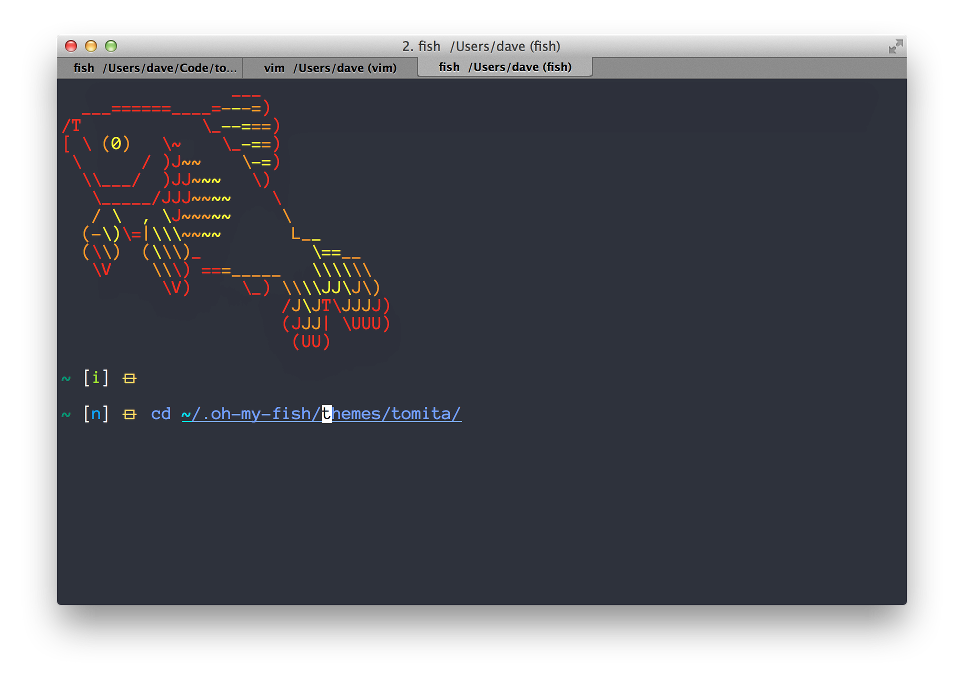 2. fish  /Users/dave (fish)
fish  /Users/dave/Code/to...
vim  /Users/dave (vim)
fish  /Users/dave (fish)
                 ___
  ___======____=---=)
/T            \_--===)
[ \ (0)   \~    \_-==)
 \      / )J~~    \-=)
  \\___/  )JJ~~~   \)
   \_____/JJJ~~~~    \
   / \  , \J~~~~~     \
  (-\)\=|\\\~~~~       L__
  (\\)  (\\\)_           \==__
   \V    \\\) ===_____   \\\\\\
          \V)     \_) \\\\JJ\J\)
                      /J\JT\JJJJ)
                      (JJJ| \UUU)
                       (UU)
~ [i] ⊟
~ [n] ⊟ cd ~/.oh-my-fish/themes/tomita/